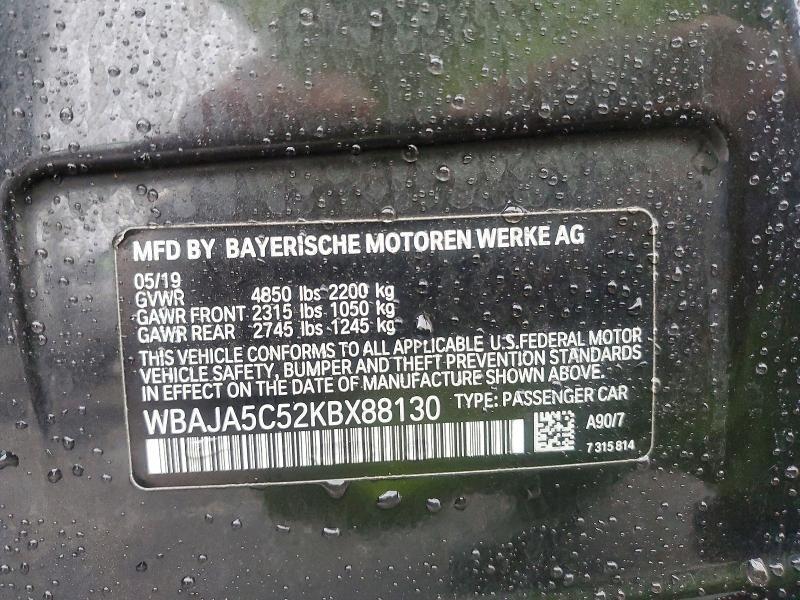 MFD BY BAYERISCHE MOTOREN WERKE AG
05/19
GVWR 4850 lbs 2200 kg
GAWR FRONT 2315 lbs 1050 kg
GAWR REAR 2745 lbs 1245 kg
THIS VEHICLE CONFORMS TO ALL APPLICABLE U.S.FEDERAL MOTOR
VEHICLE SAFETY, BUMPER AND THEFT PREVENTION STANDARDS
IN EFFECT ON THE DATE OF MANUFACTURE SHOWN ABOVE.
WBAJA5C52KBX88130 TYPE: PASSENGER CAR
A90/7
7 315 814